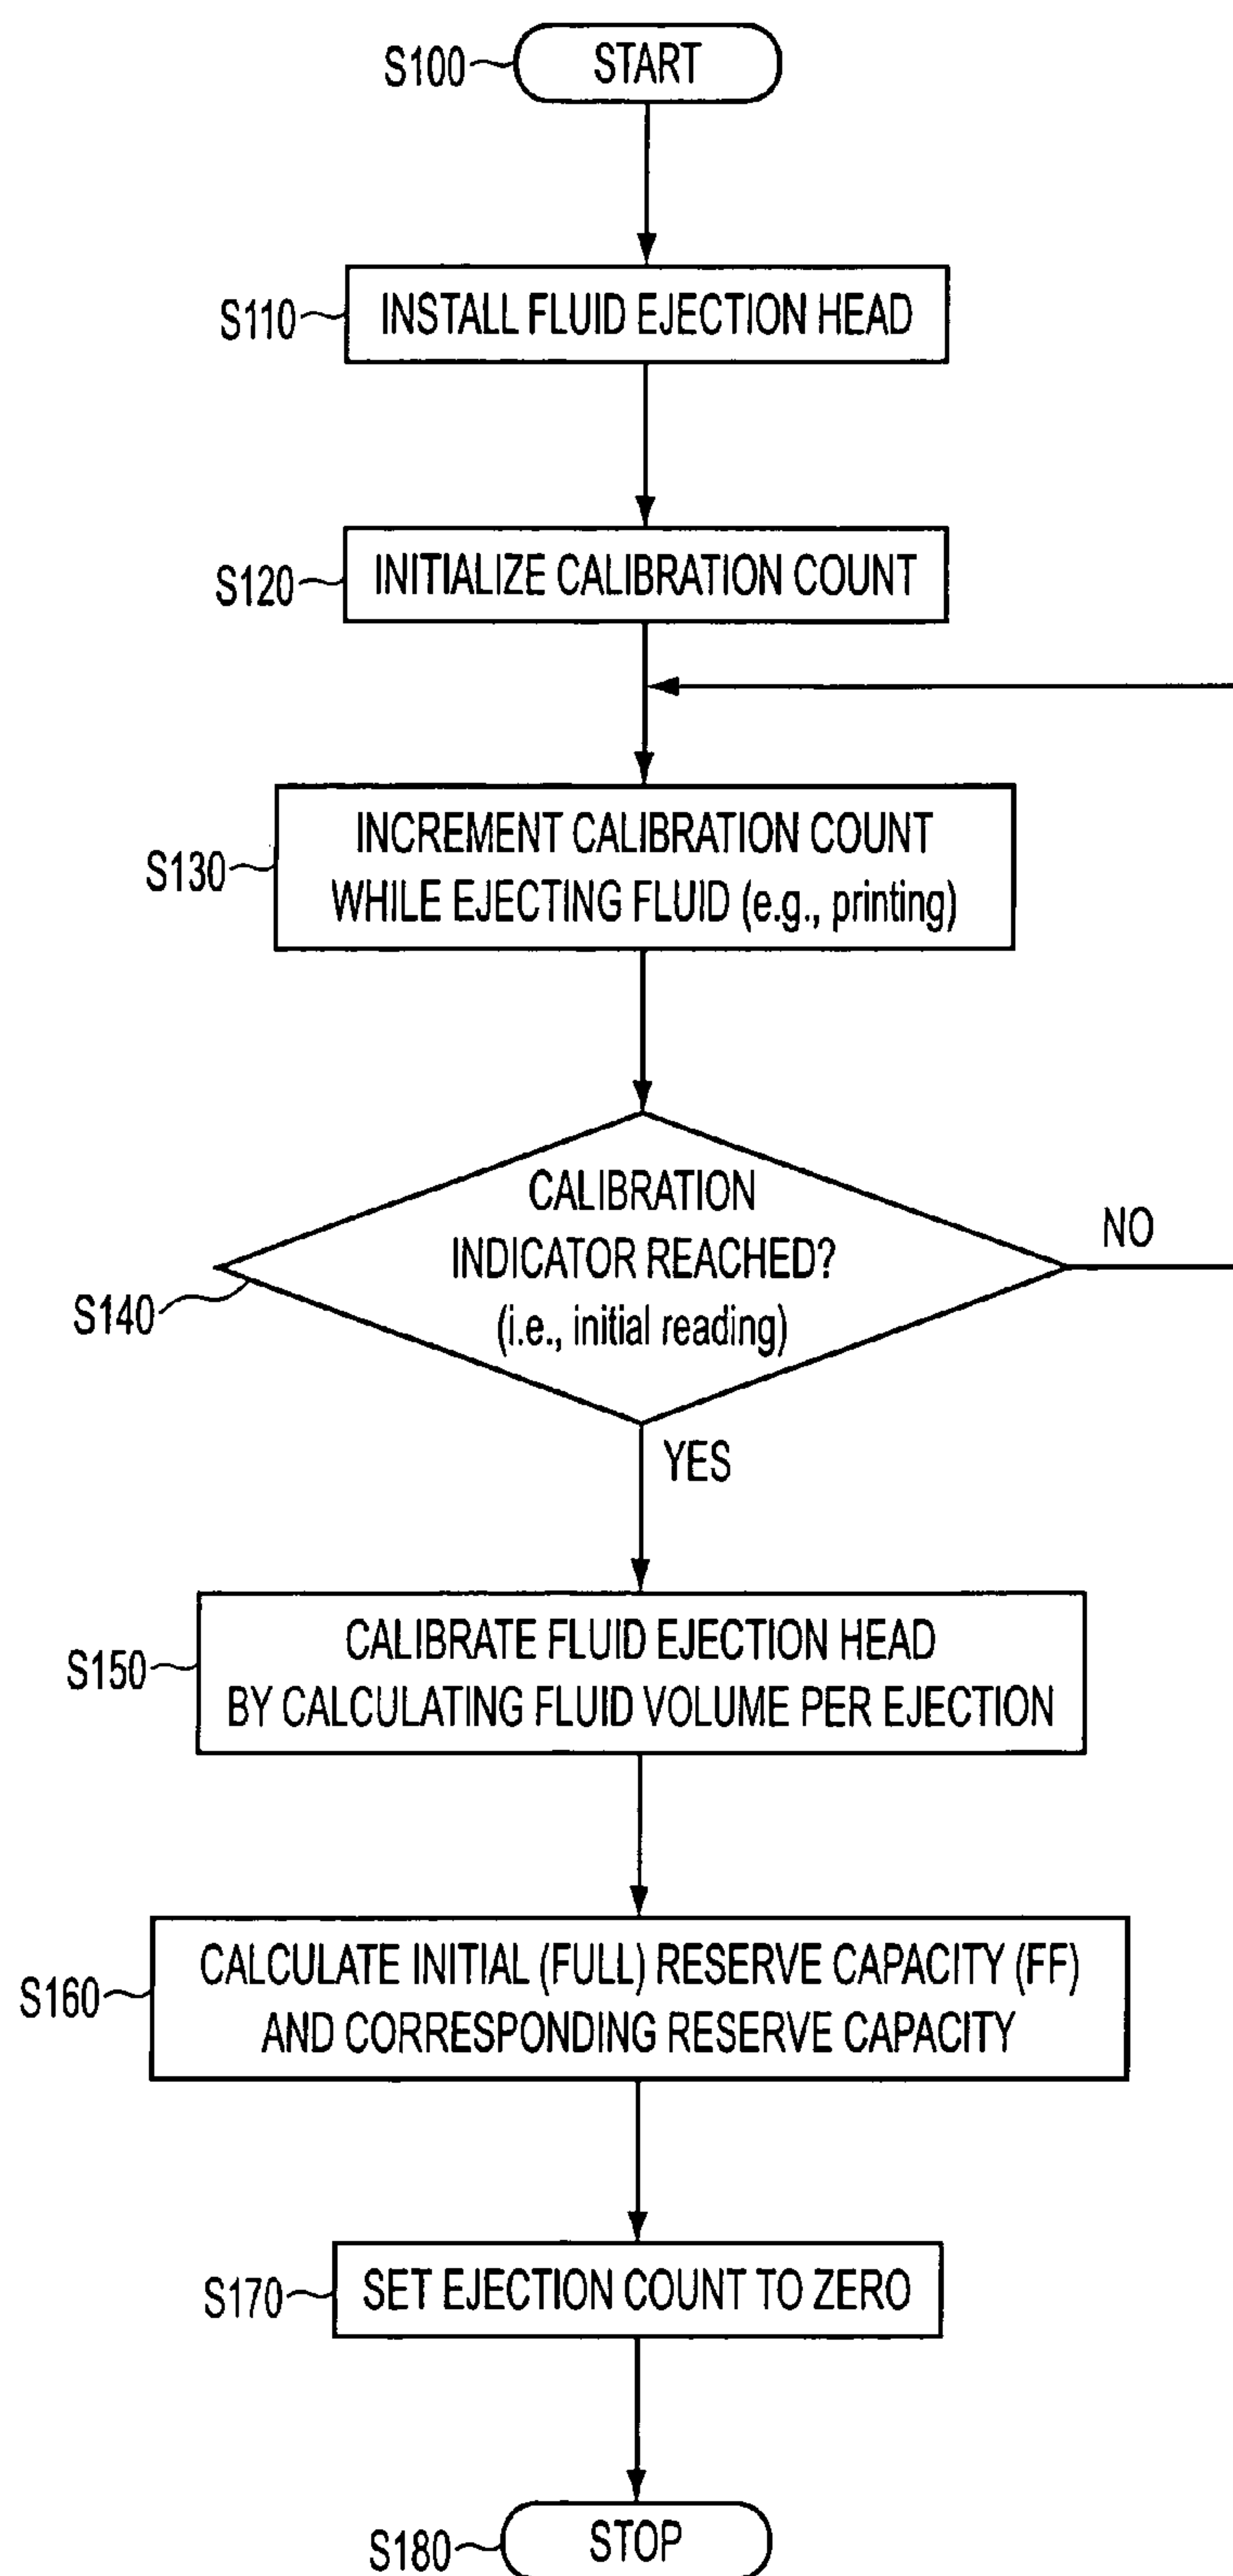 S100
START
S110
INSTALL FLUID EJECTION HEAD
S120
INITIALIZE CALIBRATION COUNT
S130
INCREMENT CALIBRATION COUNT
WHILE EJECTING FLUID (e.g., printing)
S140
CALIBRATION
INDICATOR REACHED?
(i.e., initial reading)
NO
YES
S150
CALIBRATE FLUID EJECTION HEAD
BY CALCULATING FLUID VOLUME PER EJECTION
S160
CALCULATE INITIAL (FULL) RESERVE CAPACITY (FF)
AND CORRESPONDING RESERVE CAPACITY
S170
SET EJECTION COUNT TO ZERO
S180
STOP